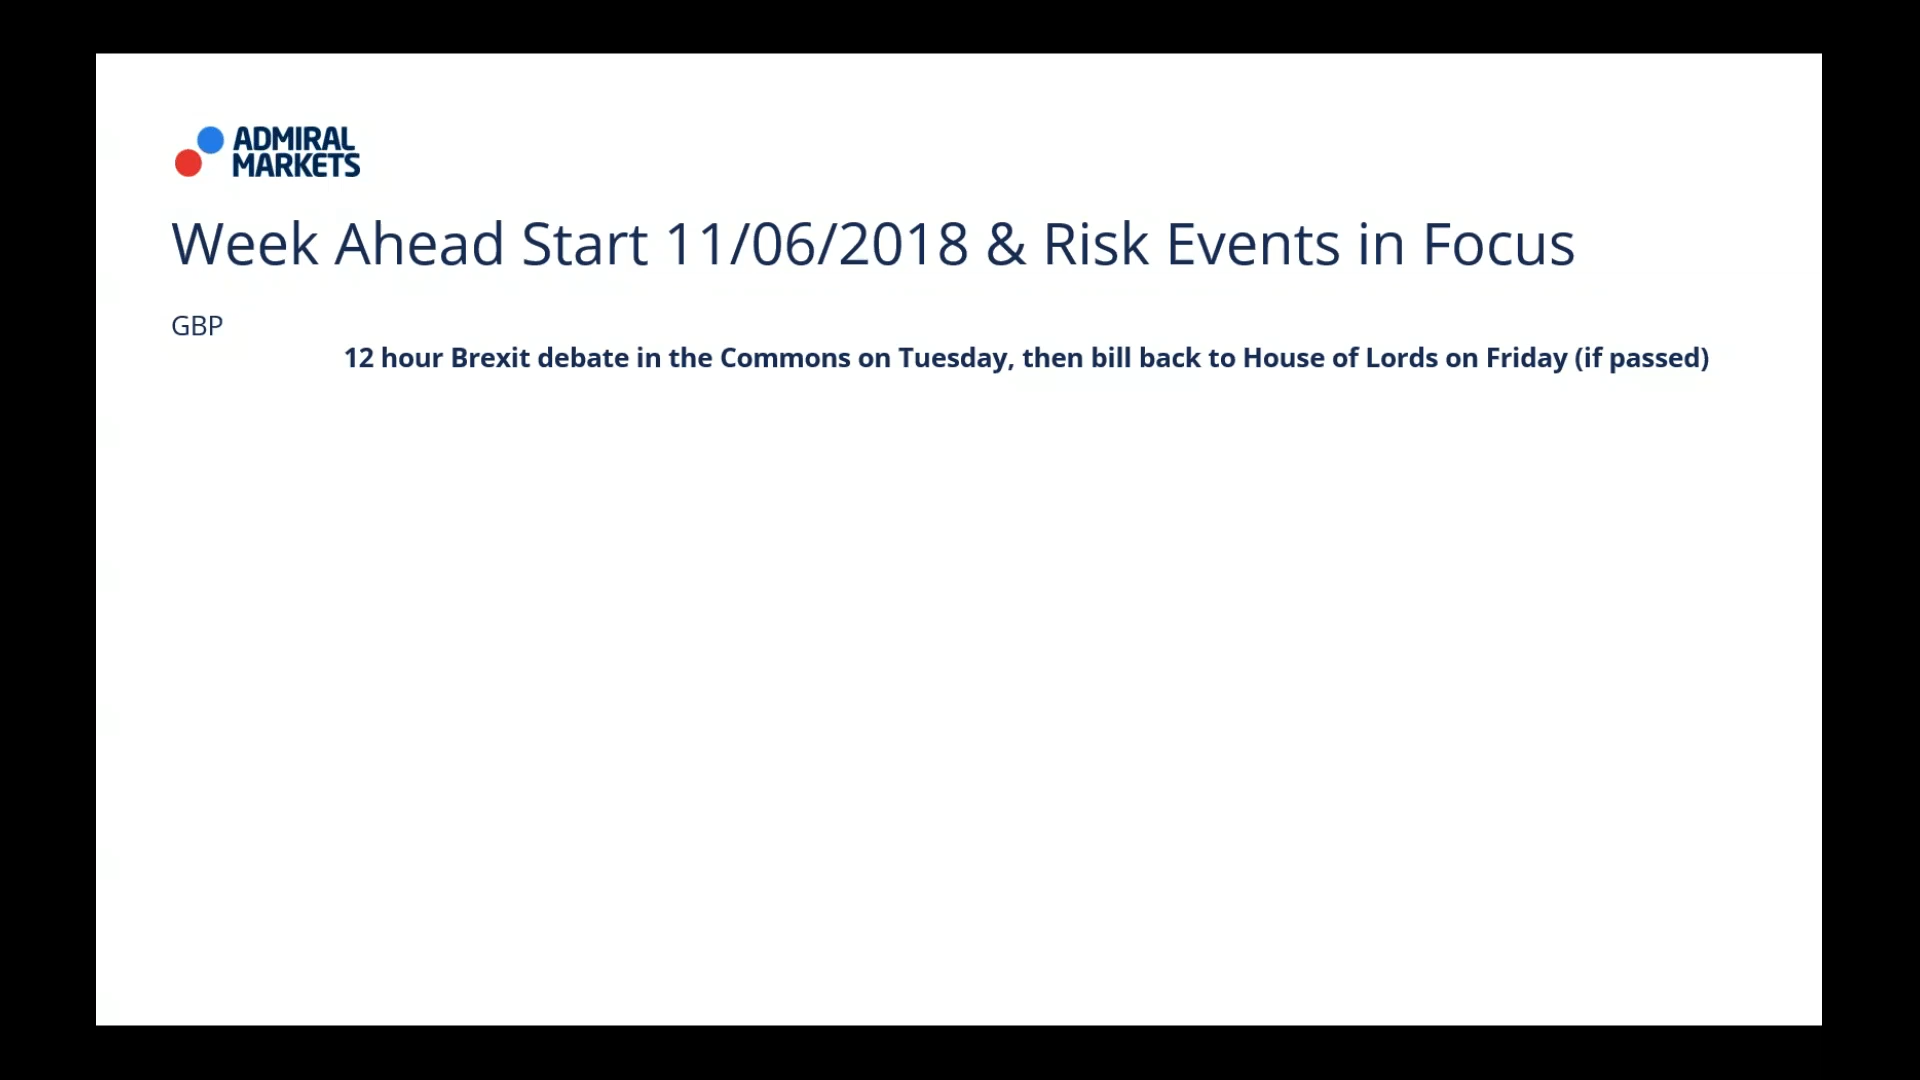 ADMIRAL
MARKETS
Week Ahead Start 11/06/2018 & Risk Events in Focus
GBP
12 hour Brexit debate in the Commons on Tuesday, then bill back to House of Lords on Friday (if passed)